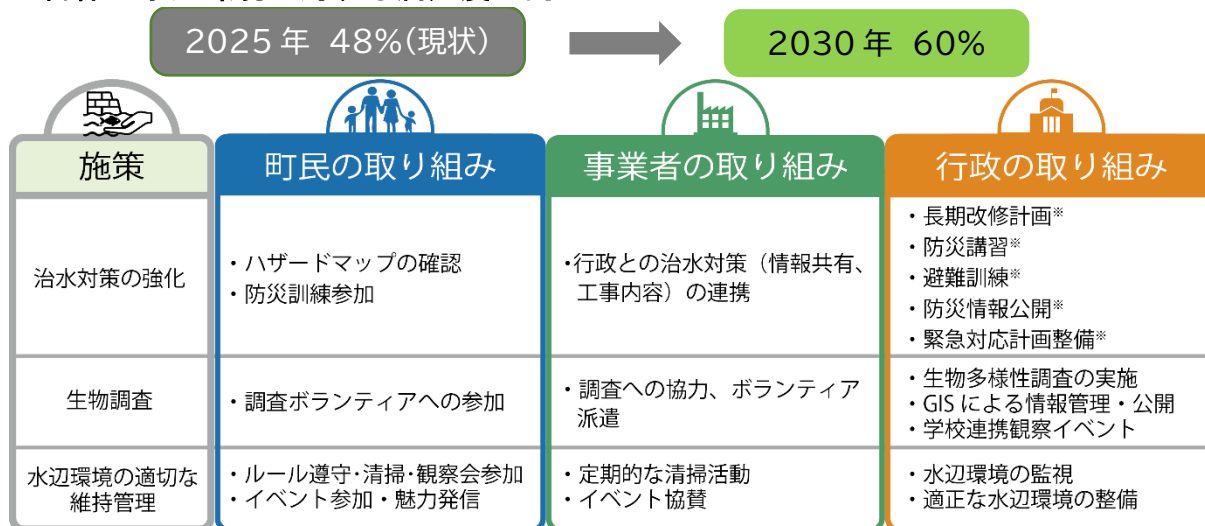 2025年 48%(現状)
2030年 60%
施策
町民の取り組み
事業者の取り組み
行政の取り組み
治水対策の強化
・ハザードマップの確認
・防災訓練参加
・行政との治水対策（情報共有、
工事内容）の連携
・長期改修計画※
・防災講習※
・避難訓練※
・防災情報公開※
・緊急対応計画整備※
生物調査
・調査ボランティアへの参加
・調査への協力、ボランティア
派遣
・生物多様性調査の実施
・GISによる情報管理・公開
・学校連携観察イベント
水辺環境の適切な
維持管理
・ルール遵守・清掃・観察会参加
・イベント参加・魅力発信
・定期的な清掃活動
・イベント協賛
・水辺環境の監視
・適正な水辺環境の整備